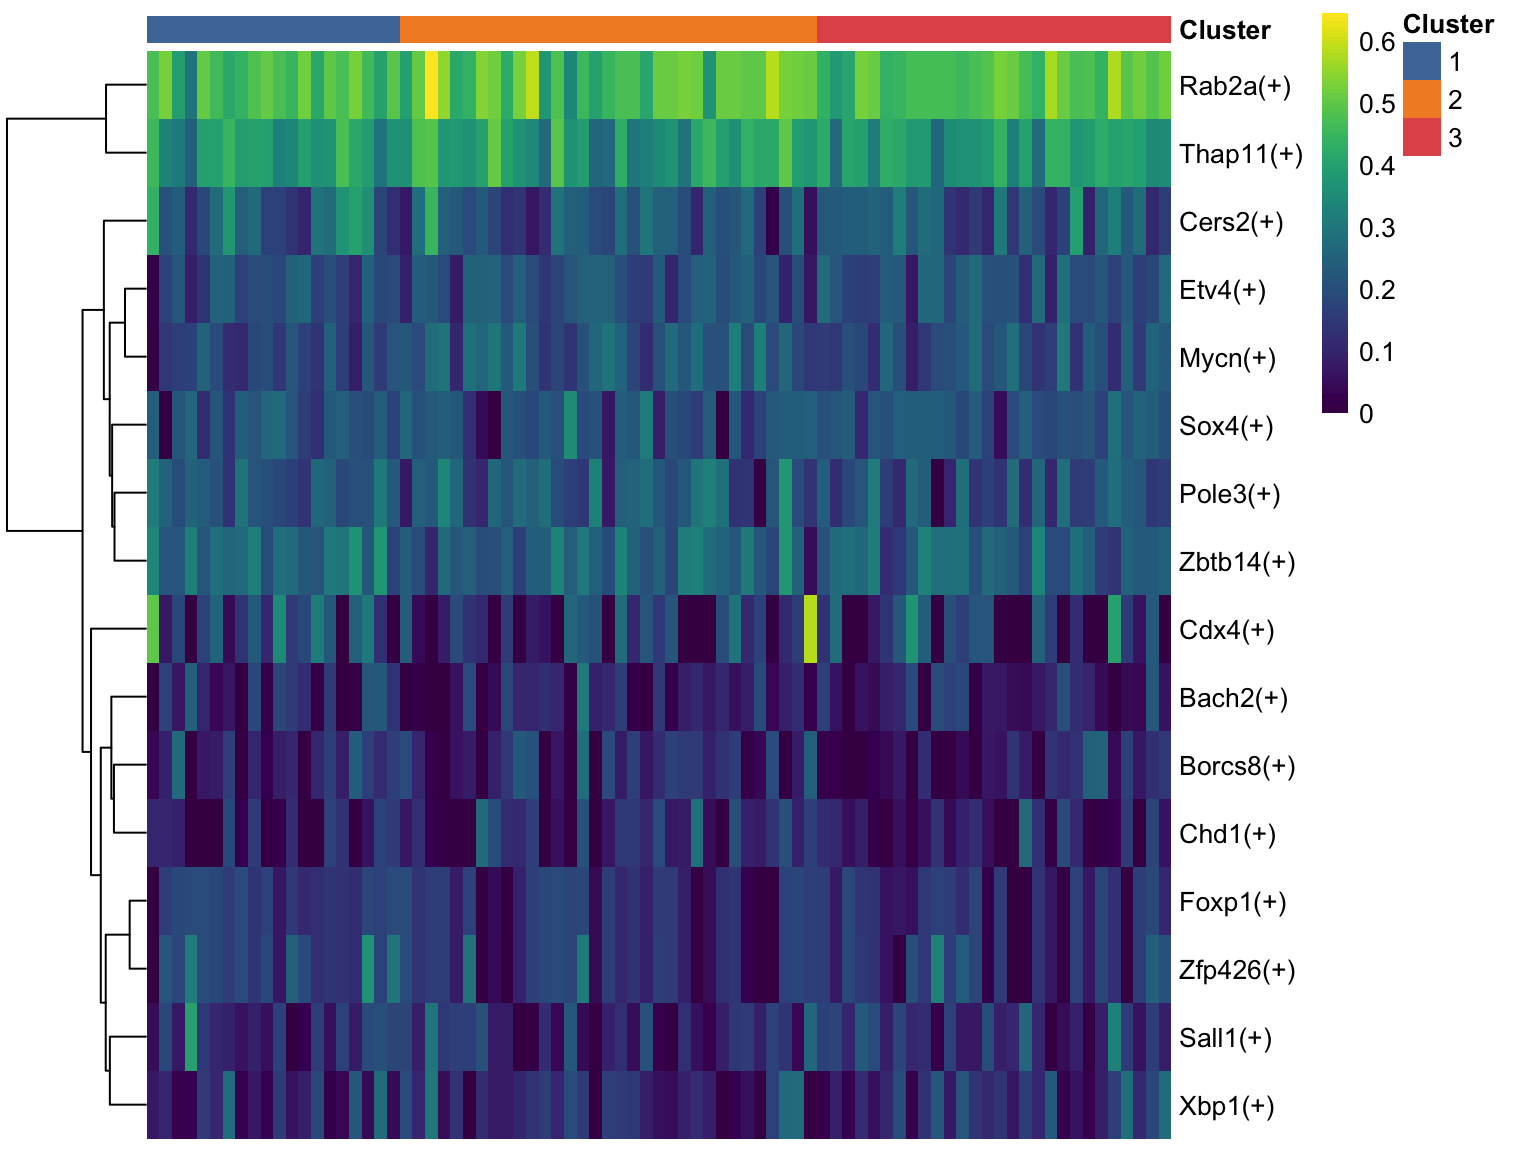 Cluster
Rab2a(+)
Thap11(+)
Cers2(+)
Etv4(+)
Mycn(+)
Sox4(+)
Pole3(+)
Zbtb14(+)
Cdx4(+)
Bach2(+)
Borcs8(+)
Chd1(+)
Foxp1(+)
Zfp426(+)
Sall1(+)
Xbp1(+)
0.6
0.5
0.4
0.3
0.2
0.1
0
Cluster
1
2
3